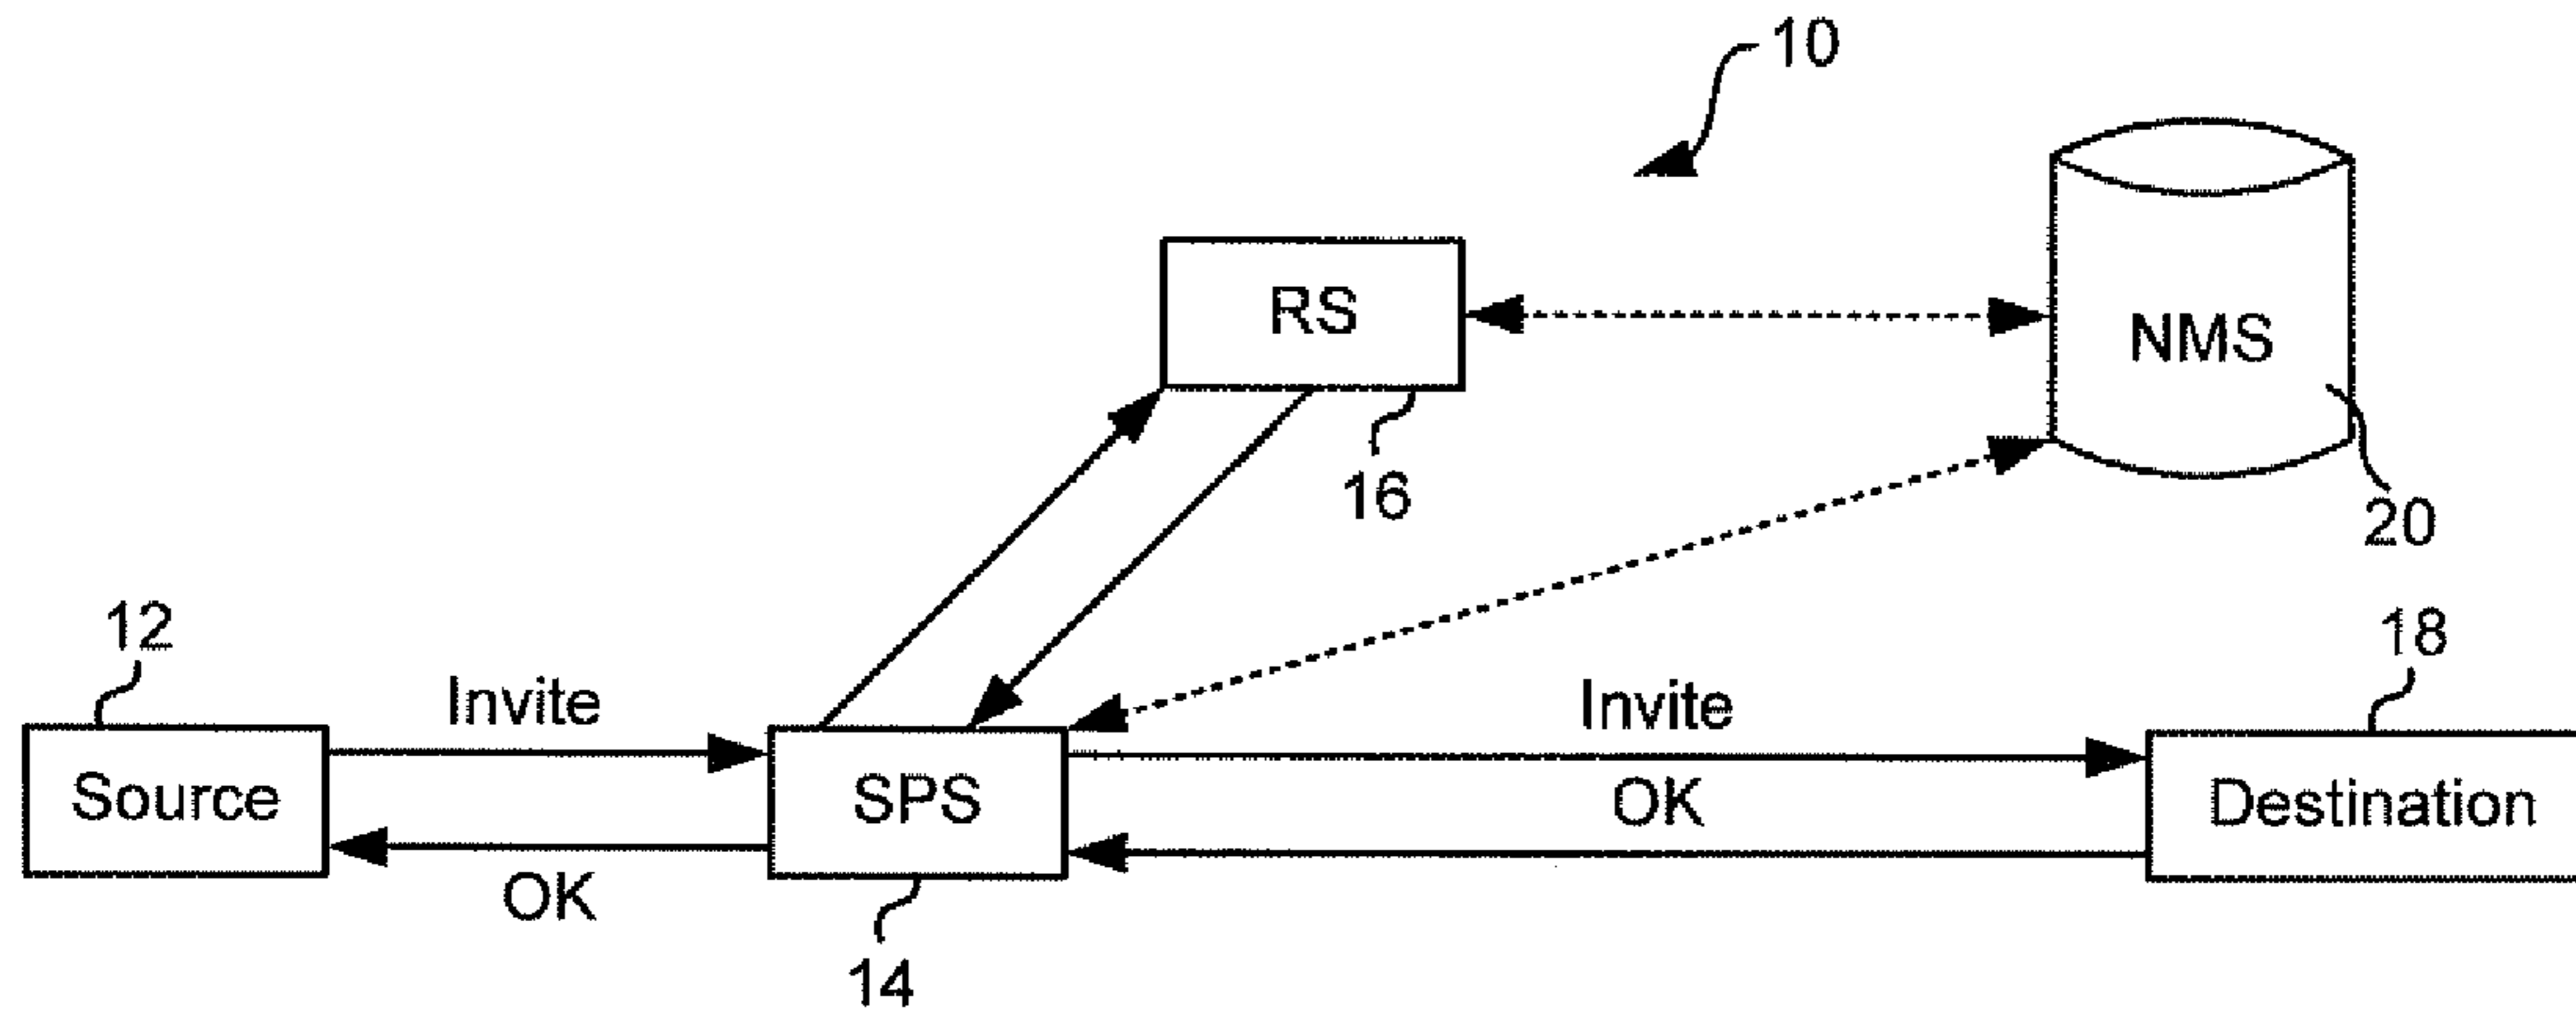 10
RS
NMS
16
20
12
18
Invite
Invite
Source
SPS
OK
Destination
OK
14